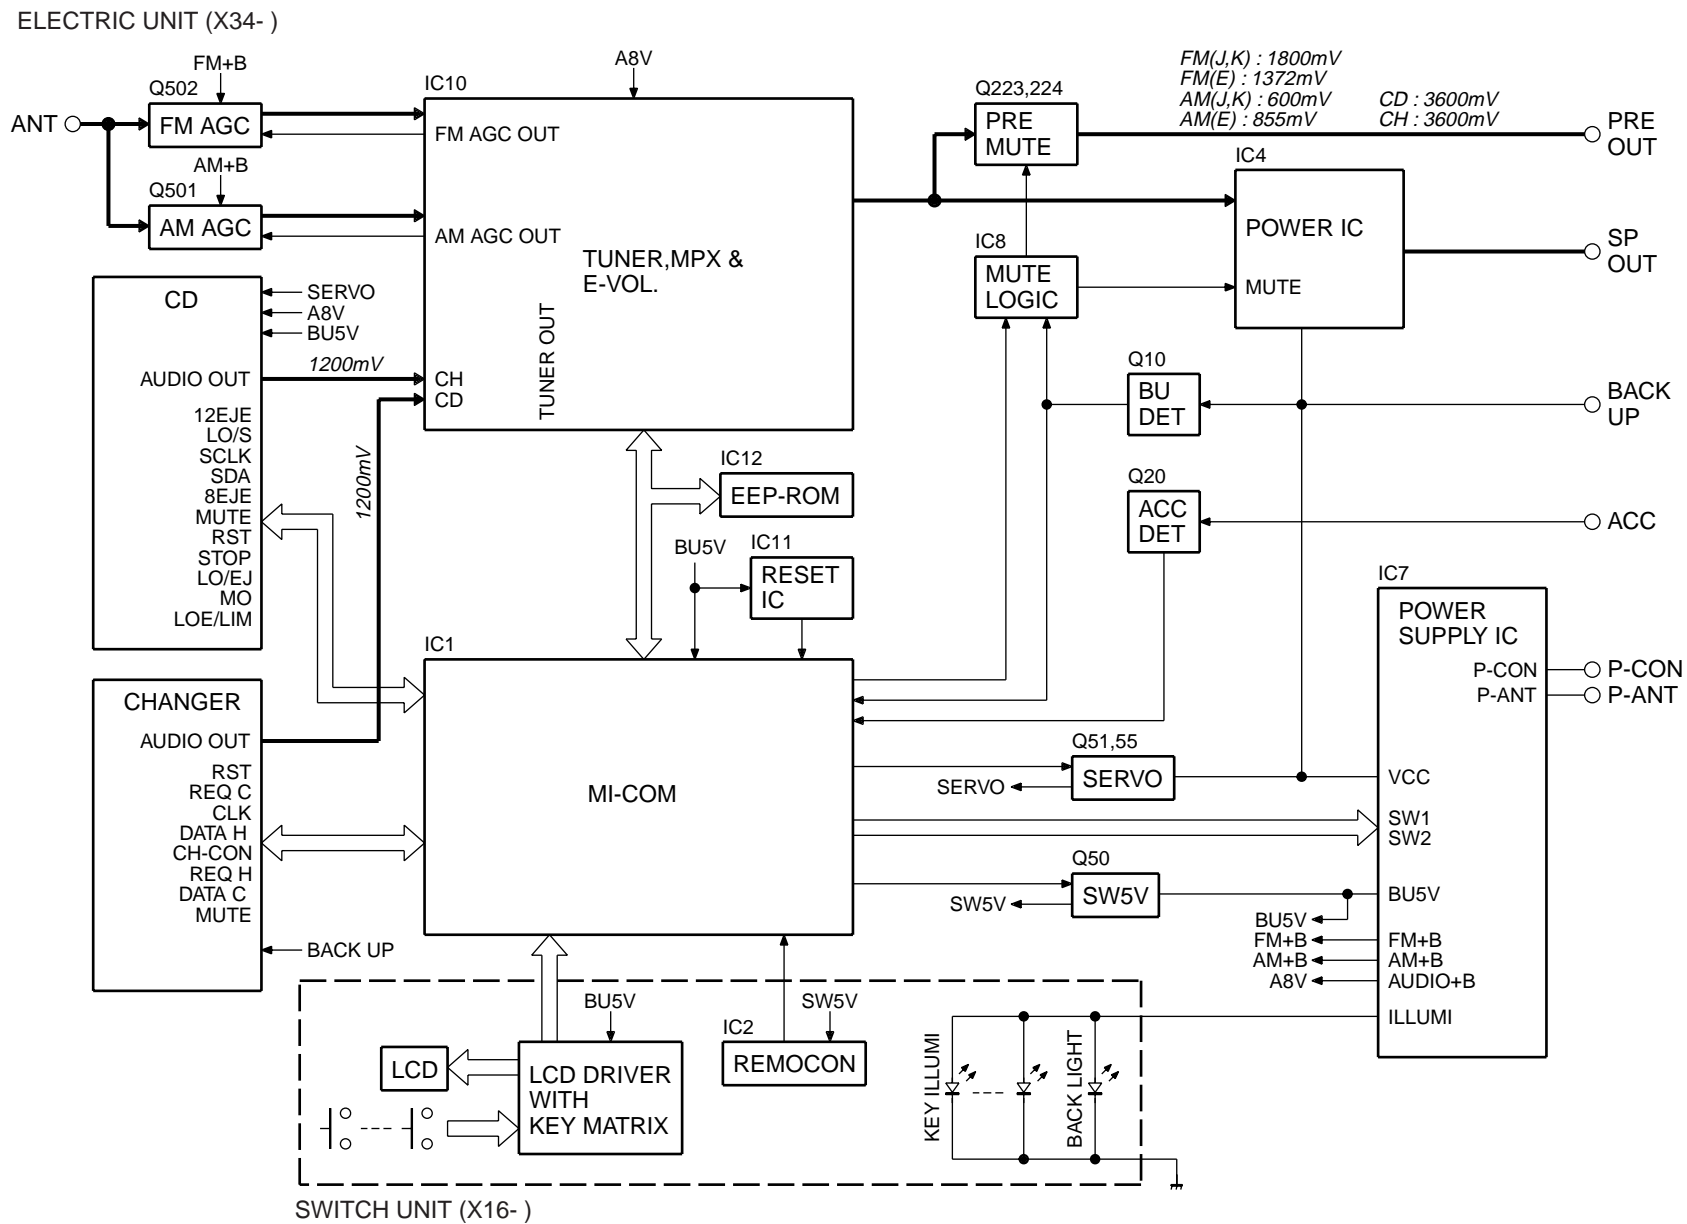 ELECTRIC UNIT (X34- )
FM+B
Q502
ANT
FM AGC
AM+B
Q501
AM AGC
IC10
A8V
FM AGC OUT
AM AGC OUT
TUNER,MPX &
E-VOL.
TUNER OUT
CH
CD
Q223,224
PRE
MUTE
FM(J,K) : 1800mV
FM(E) : 1372mV
AM(J,K) : 600mV
AM(E) : 855mV
CD : 3600mV
CH : 3600mV
PRE
OUT
IC4
POWER IC
MUTE
SP
OUT
IC8
MUTE
LOGIC
CD
SERVO
A8V
BU5V
AUDIO OUT
1200mV
12EJE
LO/S
SCLK
SDA
8EJE
MUTE
RST
STOP
LO/EJ
MO
LOE/LIM
1200mV
Q10
BU
DET
BACK
UP
Q20
ACC
DET
ACC
IC12
EEP-ROM
BU5V
IC11
RESET
IC
IC1
MI-COM
IC7
POWER
SUPPLY IC
P-CON
P-ANT
P-CON
P-ANT
VCC
SW1
SW2
BU5V
FM+B
AM+B
AUDIO+B
ILLUMI
CHANGER
AUDIO OUT
RST
REQ C
CLK
DATA H
CH-CON
REQ H
DATA C
MUTE
BACK UP
Q51,55
SERVO
SERVO
Q50
SW5V
SW5V
BU5V
FM+B
AM+B
A8V
BU5V
LCD
LCD DRIVER
WITH
KEY MATRIX
SW5V
IC2
REMOCON
KEY ILLUMI
BACK LIGHT
SWITCH UNIT (X16- )